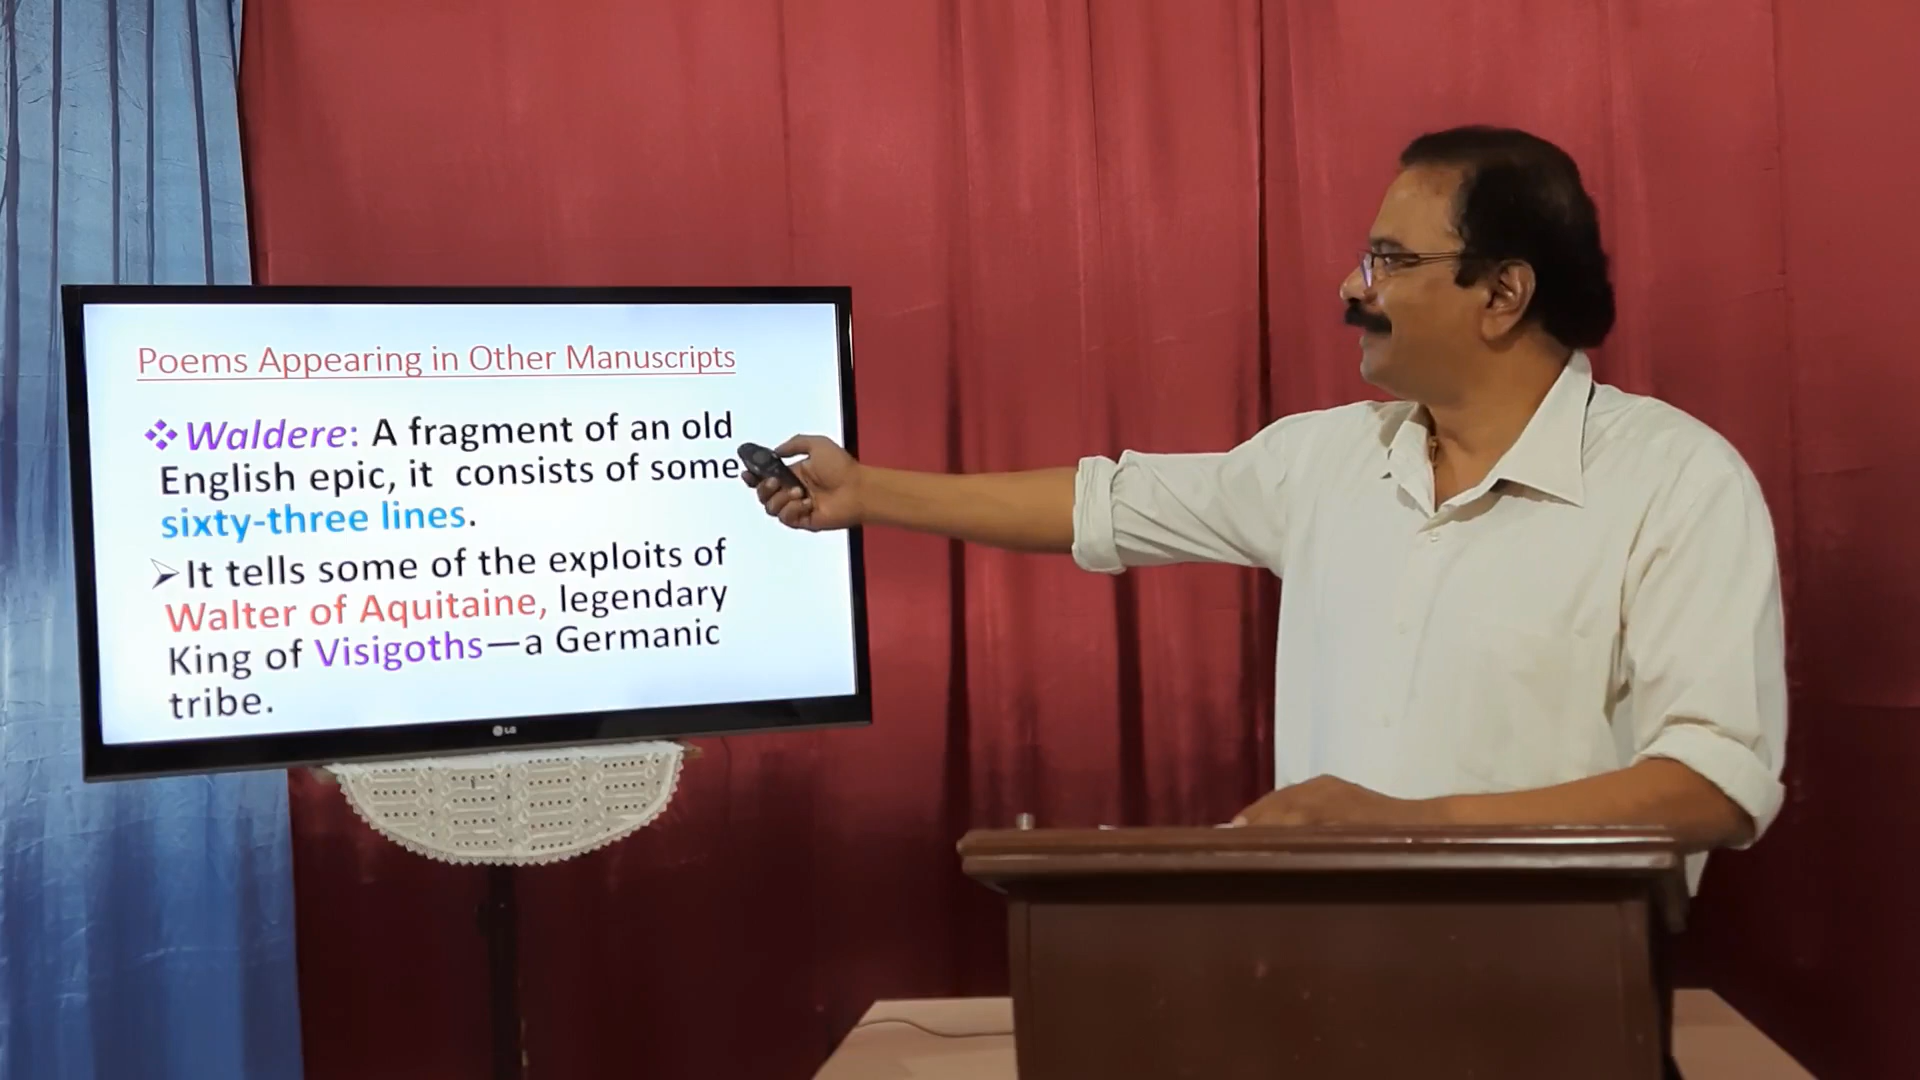 Poems Appearing in Other Manuscripts
❖Waldere: A fragment of an old
English epic, it consists of some
sixty-three lines.
➢It tells some of the exploits of
Walter of Aquitaine, legendary
King of Visigoths—a Germanic
tribe.
LG